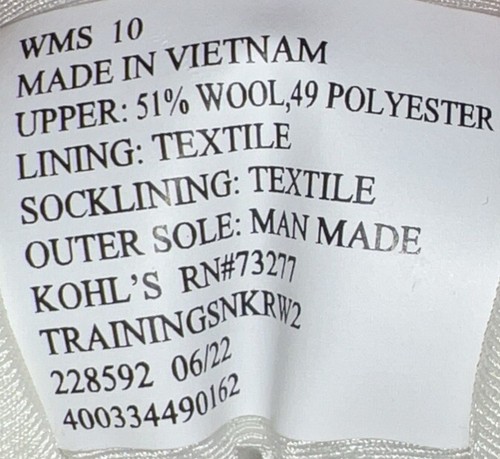 WMS 10
MADE IN VIETNAM
UPPER: 51% WOOL,49 POLYESTER
LINING: TEXTILE
SOCKLINING: TEXTILE
OUTER SOLE: MAN MADE
KOHL'S RN#73277
TRAININGSNKRW2
228592 06/22
400334490162